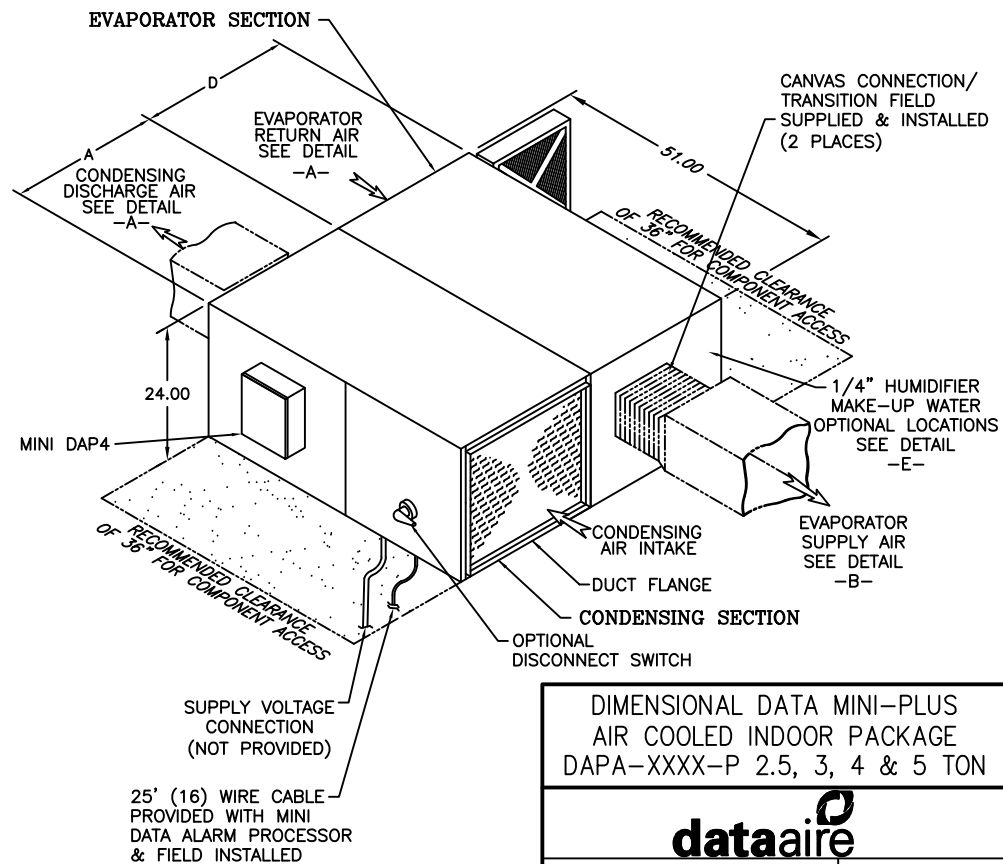 EVAPORATOR SECTION
D
CANVAS CONNECTION/
TRANSITION FIELD
SUPPLIED & INSTALLED
(2 PLACES)
EVAPORATOR
RETURN AIR
SEE DETAIL
-A-
A
51.00
CONDENSING
DISCHARGE AIR
SEE DETAIL
-A-
RECOMMENDED CLEARANCE
OF 36" FOR COMPONENT ACCESS
24.00
1/4" HUMIDIFIER
MAKE-UP WATER
OPTIONAL LOCATIONS
SEE DETAIL
-E-
MINI DAP4
EVAPORATOR
SUPPLY AIR
SEE DETAIL
-B-
CONDENSING
AIR INTAKE
DUCT FLANGE
RECOMMENDED CLEARANCE
OF 36" FOR COMPONENT ACCESS
CONDENSING SECTION
OPTIONAL
DISCONNECT SWITCH
SUPPLY VOLTAGE
CONNECTION
(NOT PROVIDED)
25' (16) WIRE CABLE
PROVIDED WITH MINI
DATA ALARM PROCESSOR
& FIELD INSTALLED
DIMENSIONAL DATA MINI-PLUS
AIR COOLED INDOOR PACKAGE
DAPA-XXXX-P 2.5, 3, 4 & 5 TON
dataaire